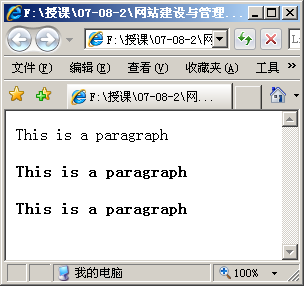 F:\授课\07-08-2\网站建设与管理...
F:\授课\07-08-2\网
文件(F) 编辑(E) 查看(V) 收藏夹(A) 工具 »
F:\授课\07-08-2\网...
This is a paragraph
This is a paragraph
This is a paragraph
我的电脑 100%